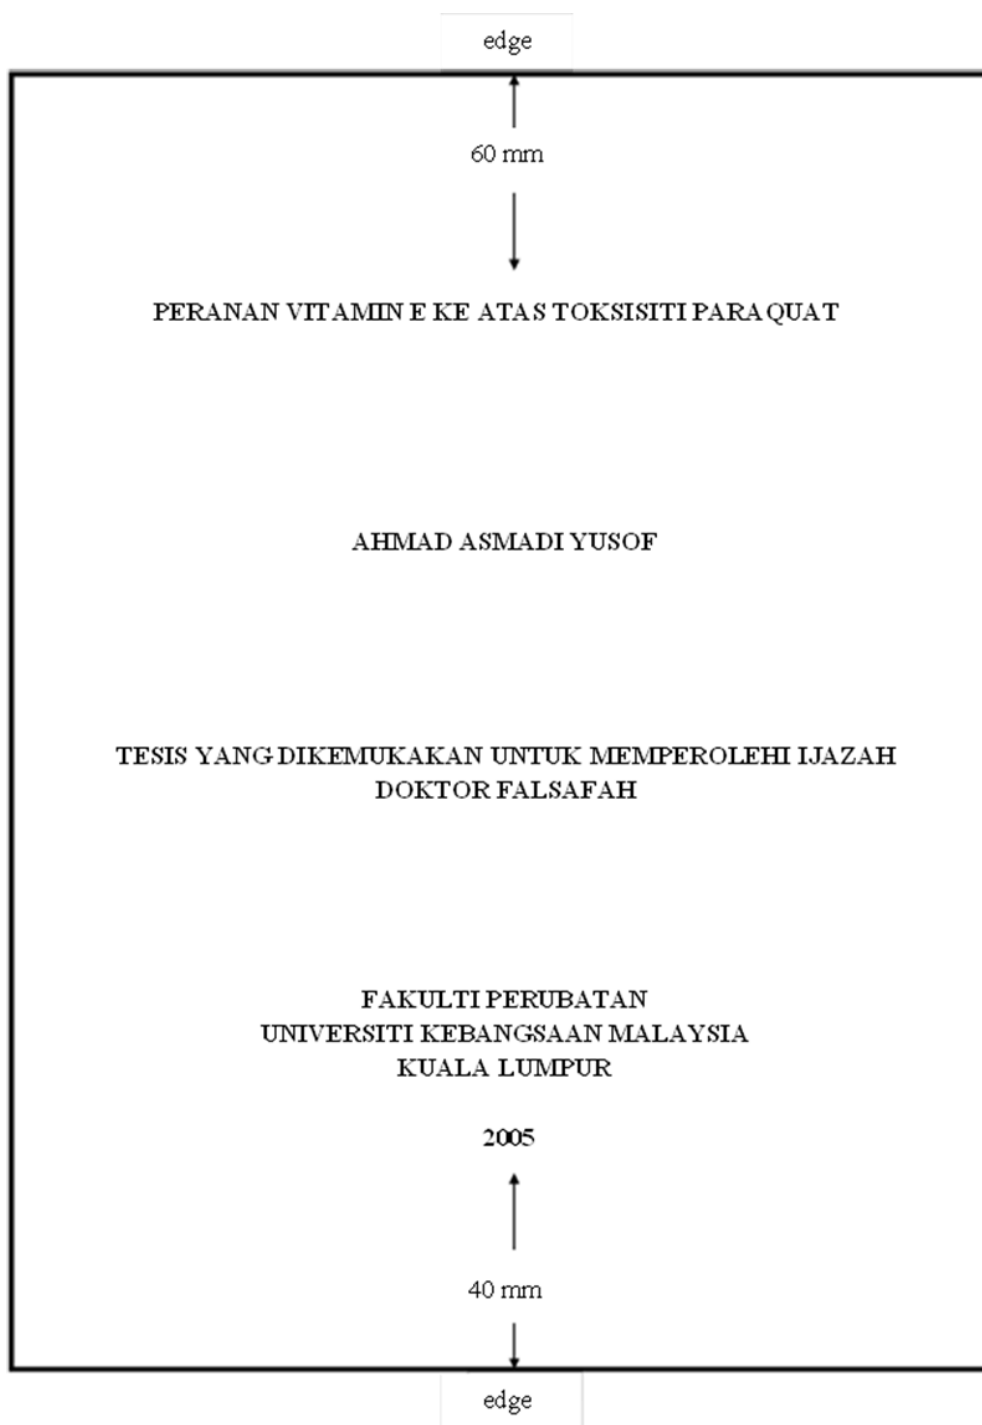 edge
60 mm
PERANAN VITAMIN E KE ATAS TOKSISITI PARAQUAT
AHMAD ASMADI YUSOF
TESIS YANG DIKEMUKAKAN UNTUK MEMPEROLEHI IJAZAH
DOKTOR FALSAFAH
FAKULTI PERUBATAN
UNIVERSITI KEBANGSAAN MALAYSIA
KUALA LUMPUR
2005
40 mm
edge